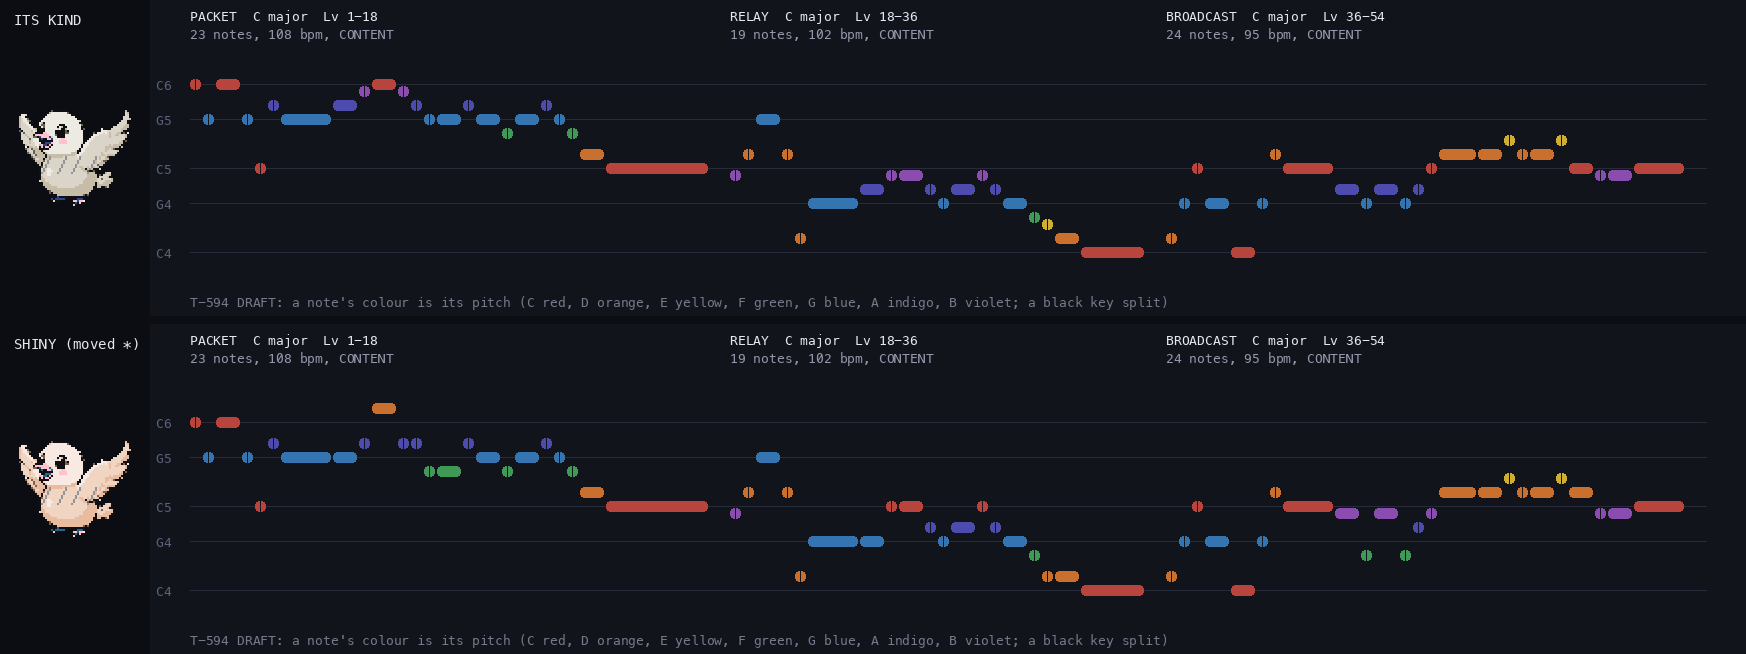 ITS KIND
PACKET  C major  Lv 1–18
23 notes, 108 bpm, CONTENT
RELAY  C major  Lv 18–36
19 notes, 102 bpm, CONTENT
BROADCAST  C major  Lv 36–54
24 notes, 95 bpm, CONTENT
C6
G5
C5
G4
C4
T–594 DRAFT: a note's colour is its pitch (C red, D orange, E yellow, F green, G blue, A indigo, B violet; a black key split)
SHINY (moved *)
PACKET  C major  Lv 1–18
23 notes, 108 bpm, CONTENT
RELAY  C major  Lv 18–36
19 notes, 102 bpm, CONTENT
BROADCAST  C major  Lv 36–54
24 notes, 95 bpm, CONTENT
C6
G5
C5
G4
C4
T–594 DRAFT: a note's colour is its pitch (C red, D orange, E yellow, F green, G blue, A indigo, B violet; a black key split)